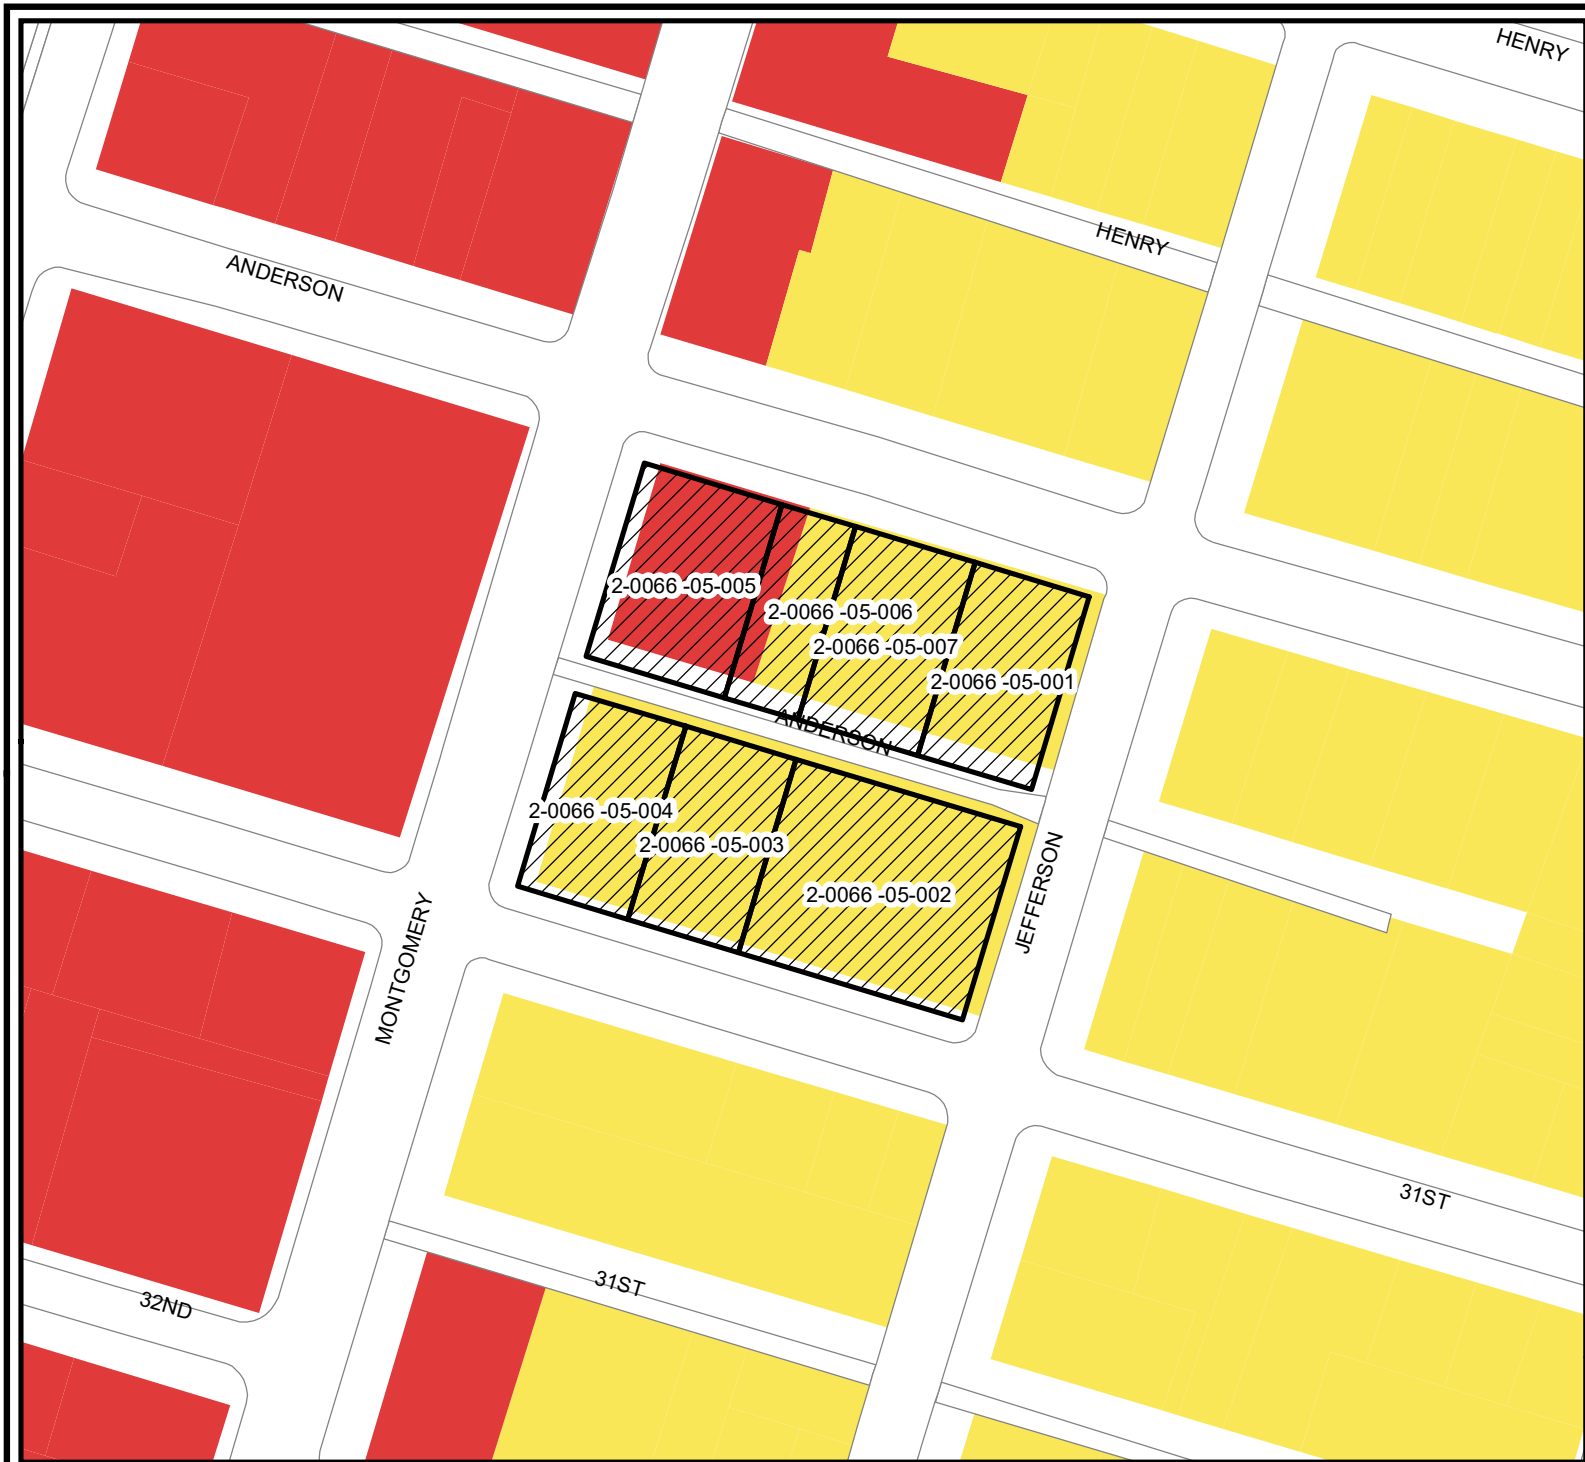 HENRY
HENRY
ANDERSON
2-0066 -05-005
2-0066 -05-006
2-0066 -05-007
2-0066 -05-001
ANDERSON
2-0066 -05-004
2-0066 -05-003
2-0066 -05-002
JEFFERSON
MONTGOMERY
31ST
31ST
32ND